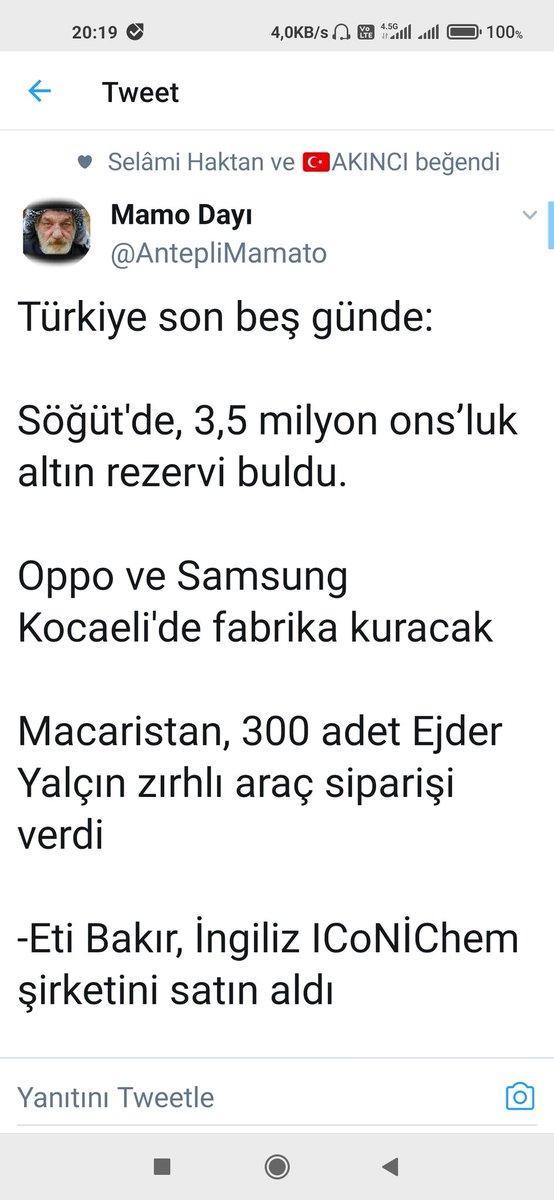 20:19 4,0KB/s Vo LTE 4.5G 100%
Tweet
Selâmi Haktan ve 🇹🇷AKINCI beğendi
Mamo Dayı
@AntepliMamato
Türkiye son beş günde:
Söğüt'de, 3,5 milyon ons’luk
altın rezervi buldu.
Oppo ve Samsung
Kocaeli'de fabrika kuracak
Macaristan, 300 adet Ejder
Yalçın zırhlı araç siparişi
verdi
-Eti Bakır, İngiliz ICoNİChem
şirketini satın aldı
Yanıtını Tweetle